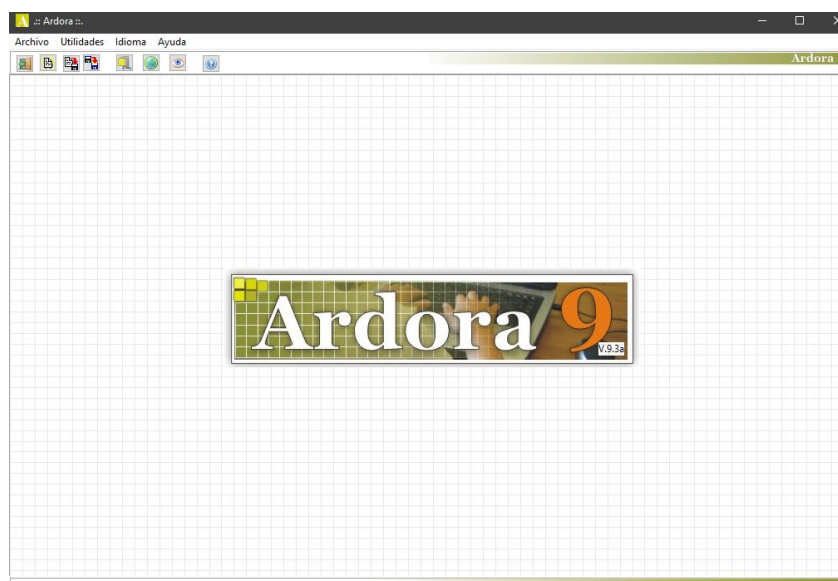 A .:: Ardora ::.
Archivo Utilidades Idioma Ayuda
Ardora
Ardora 9
V.9.3a